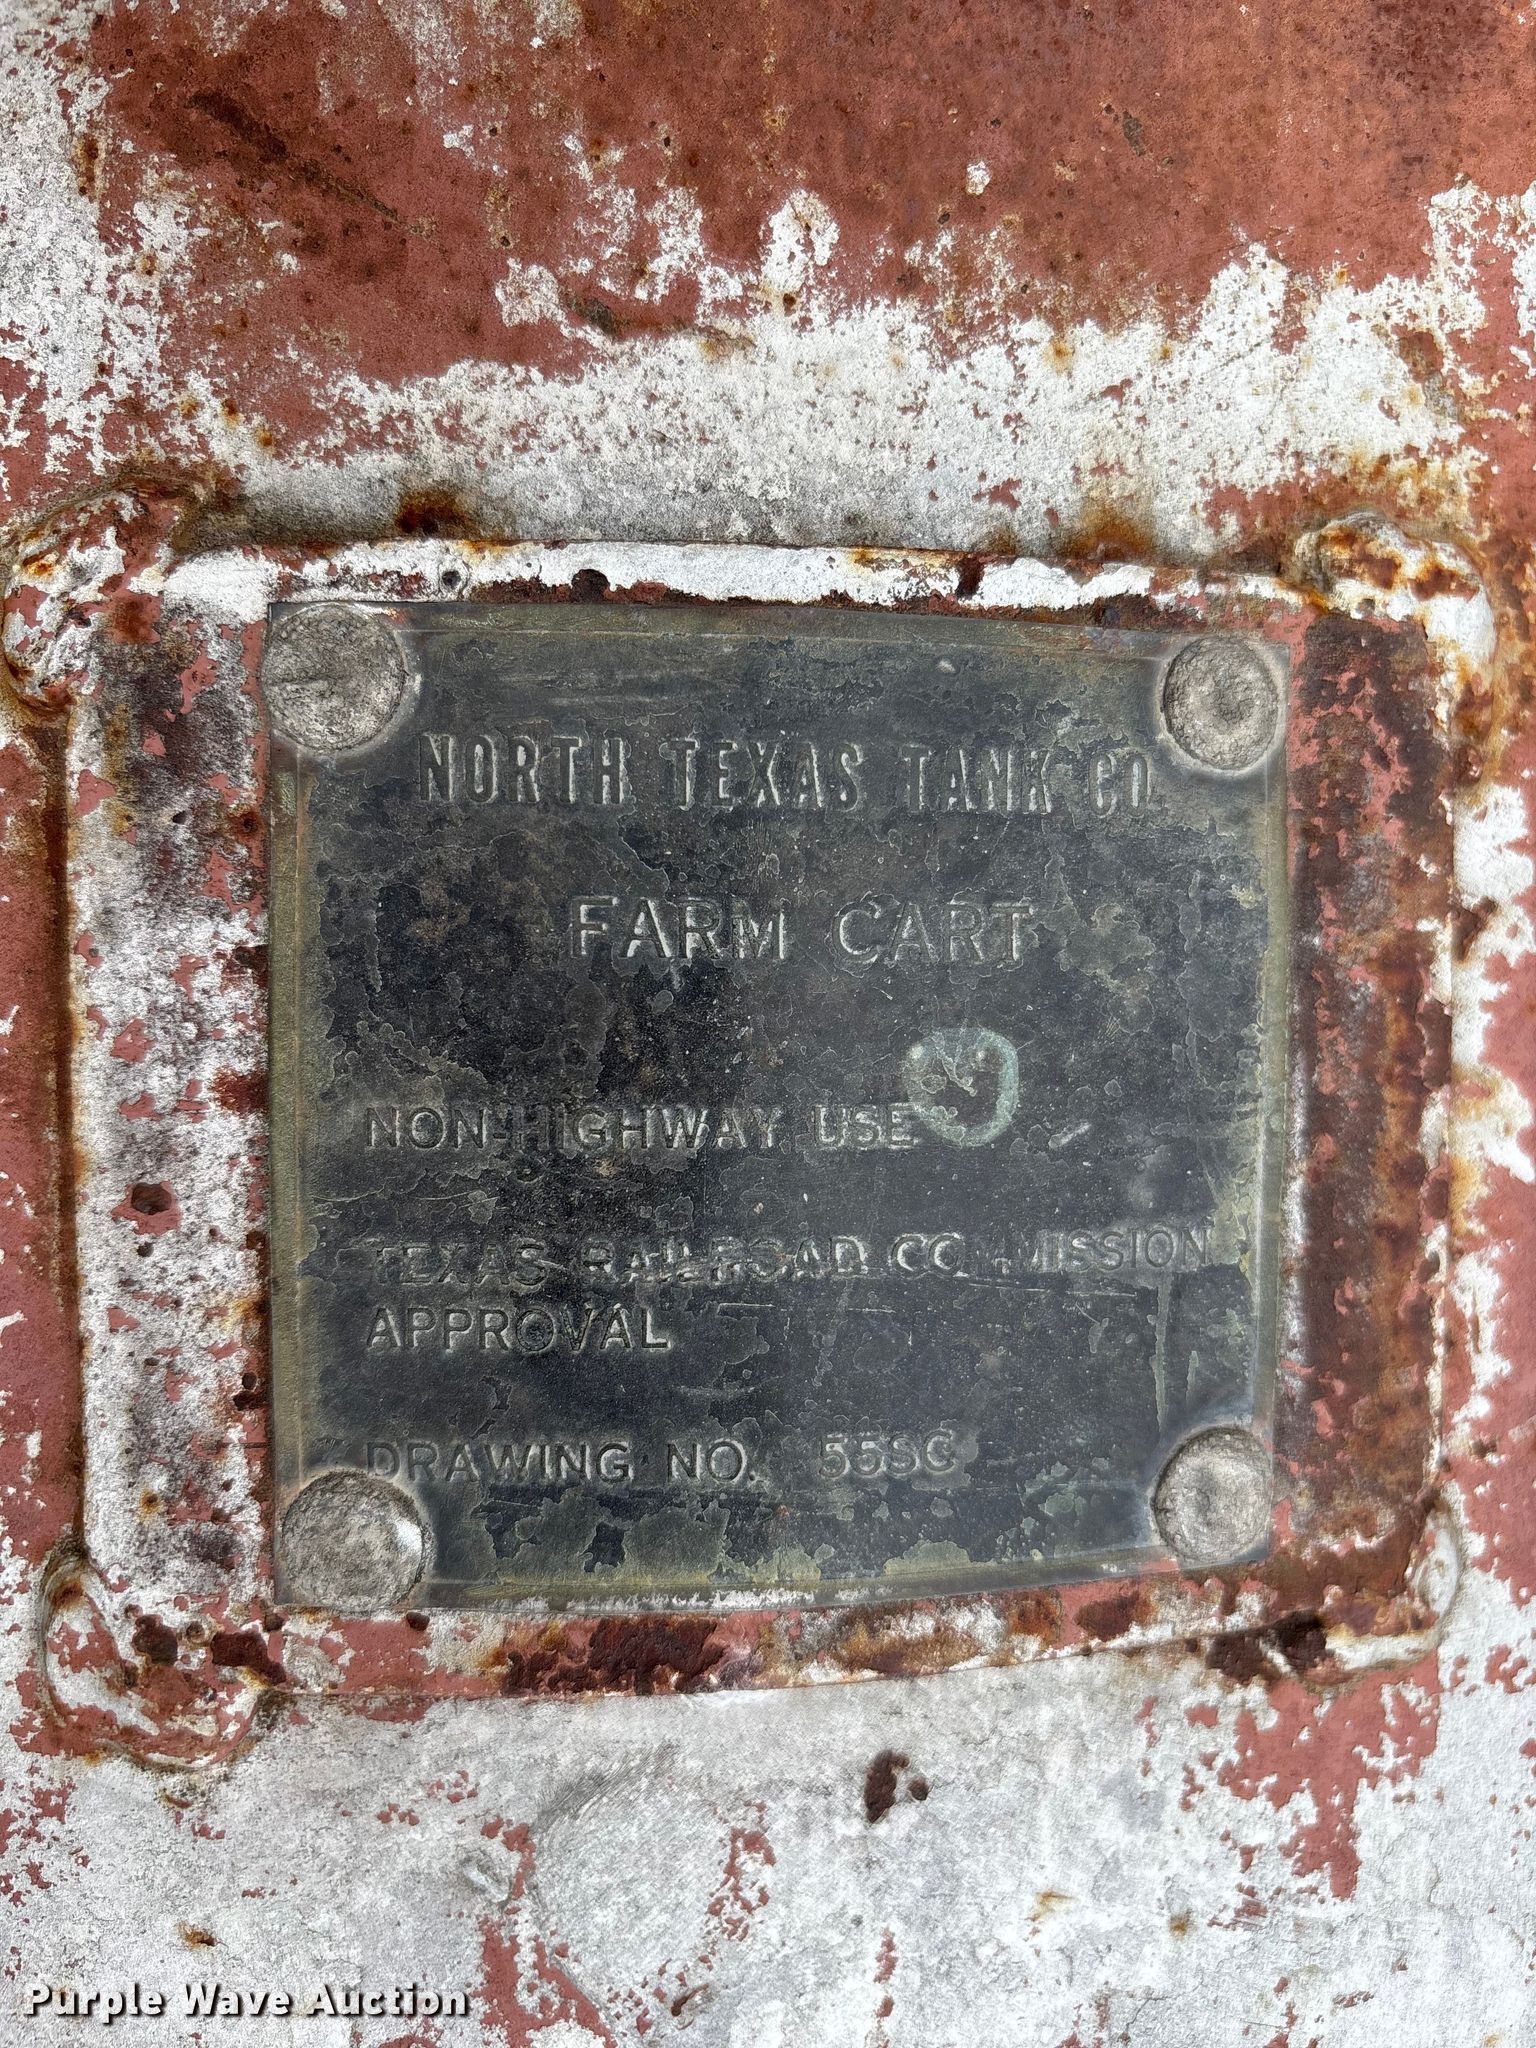 NORTH TEXAS TANK CO.
FARM CART
NON-HIGHWAY USE
TEXAS RAILROAD COMMISSION
APPROVAL
DRAWING NO. 55SC
Purple Wave Auction